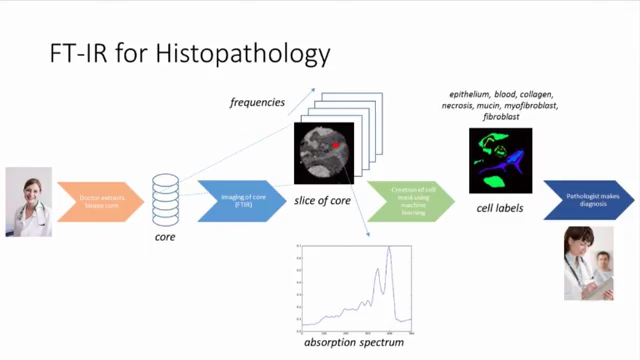 FT-IR for Histopathology
frequencies
epithelium, blood, collagen,
necrosis, mucin, myofibroblast,
fibroblast
Doctor extracts
tissue core
core
Imaging of core
(FTIR)
slice of core
Creation of cell
mask using
machine
learning
cell labels
Pathologist makes
diagnosis
absorption spectrum